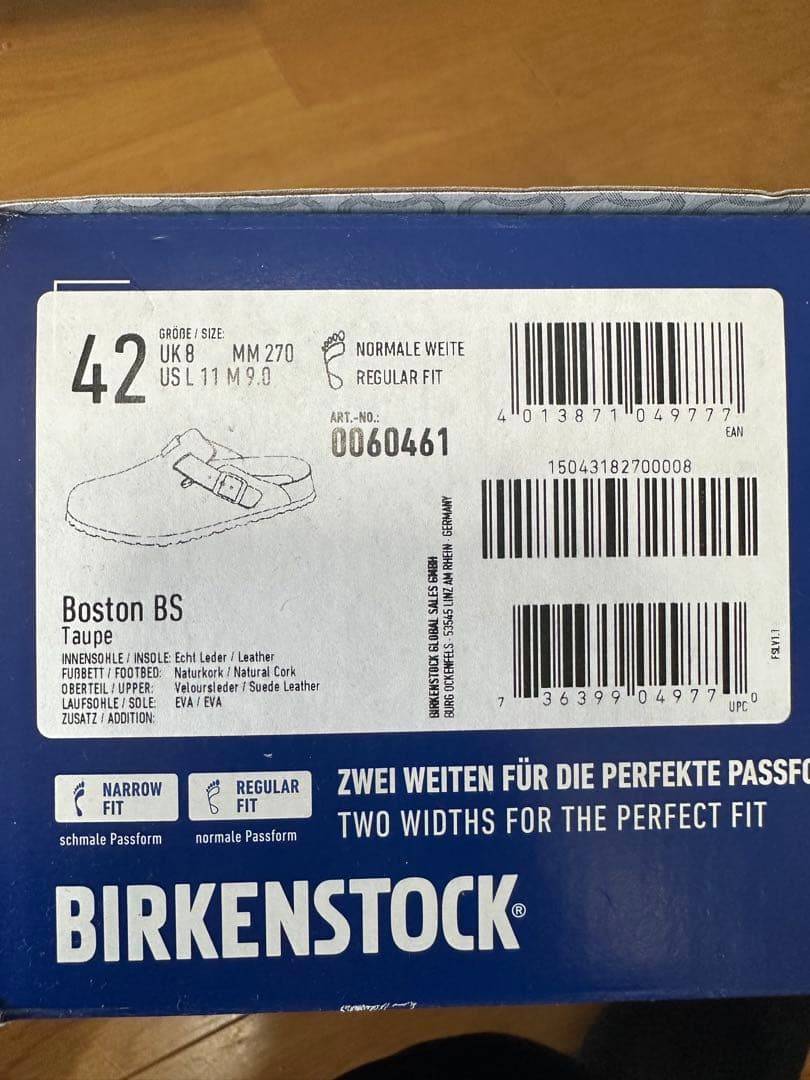 42
GRÖßE / SIZE:
UK 8 MM 270
US L 11 M 9.0
NORMALE WEITE
REGULAR FIT
ART.-NO.:
0060461
4 013871 049777
EAN
15043182700008
7 36399 04977 0
UPC
FSLV1.1
BIRKENSTOCK GLOBAL SALES GMBH
BURG OCKENFELS · 53545 LINZ AM RHEIN · GERMANY
Boston BS
Taupe
INNENSOHLE / INSOLE: Echt Leder / Leather
FUßBETT / FOOTBED: Naturkork / Natural Cork
OBERTEIL / UPPER: Veloursleder / Suede Leather
LAUFSOHLE / SOLE: EVA / EVA
ZUSATZ / ADDITION:
NARROW
FIT
schmale Passform
REGULAR
FIT
normale Passform
ZWEI WEITEN FÜR DIE PERFEKTE PASSFO
TWO WIDTHS FOR THE PERFECT FIT
BIRKENSTOCK®